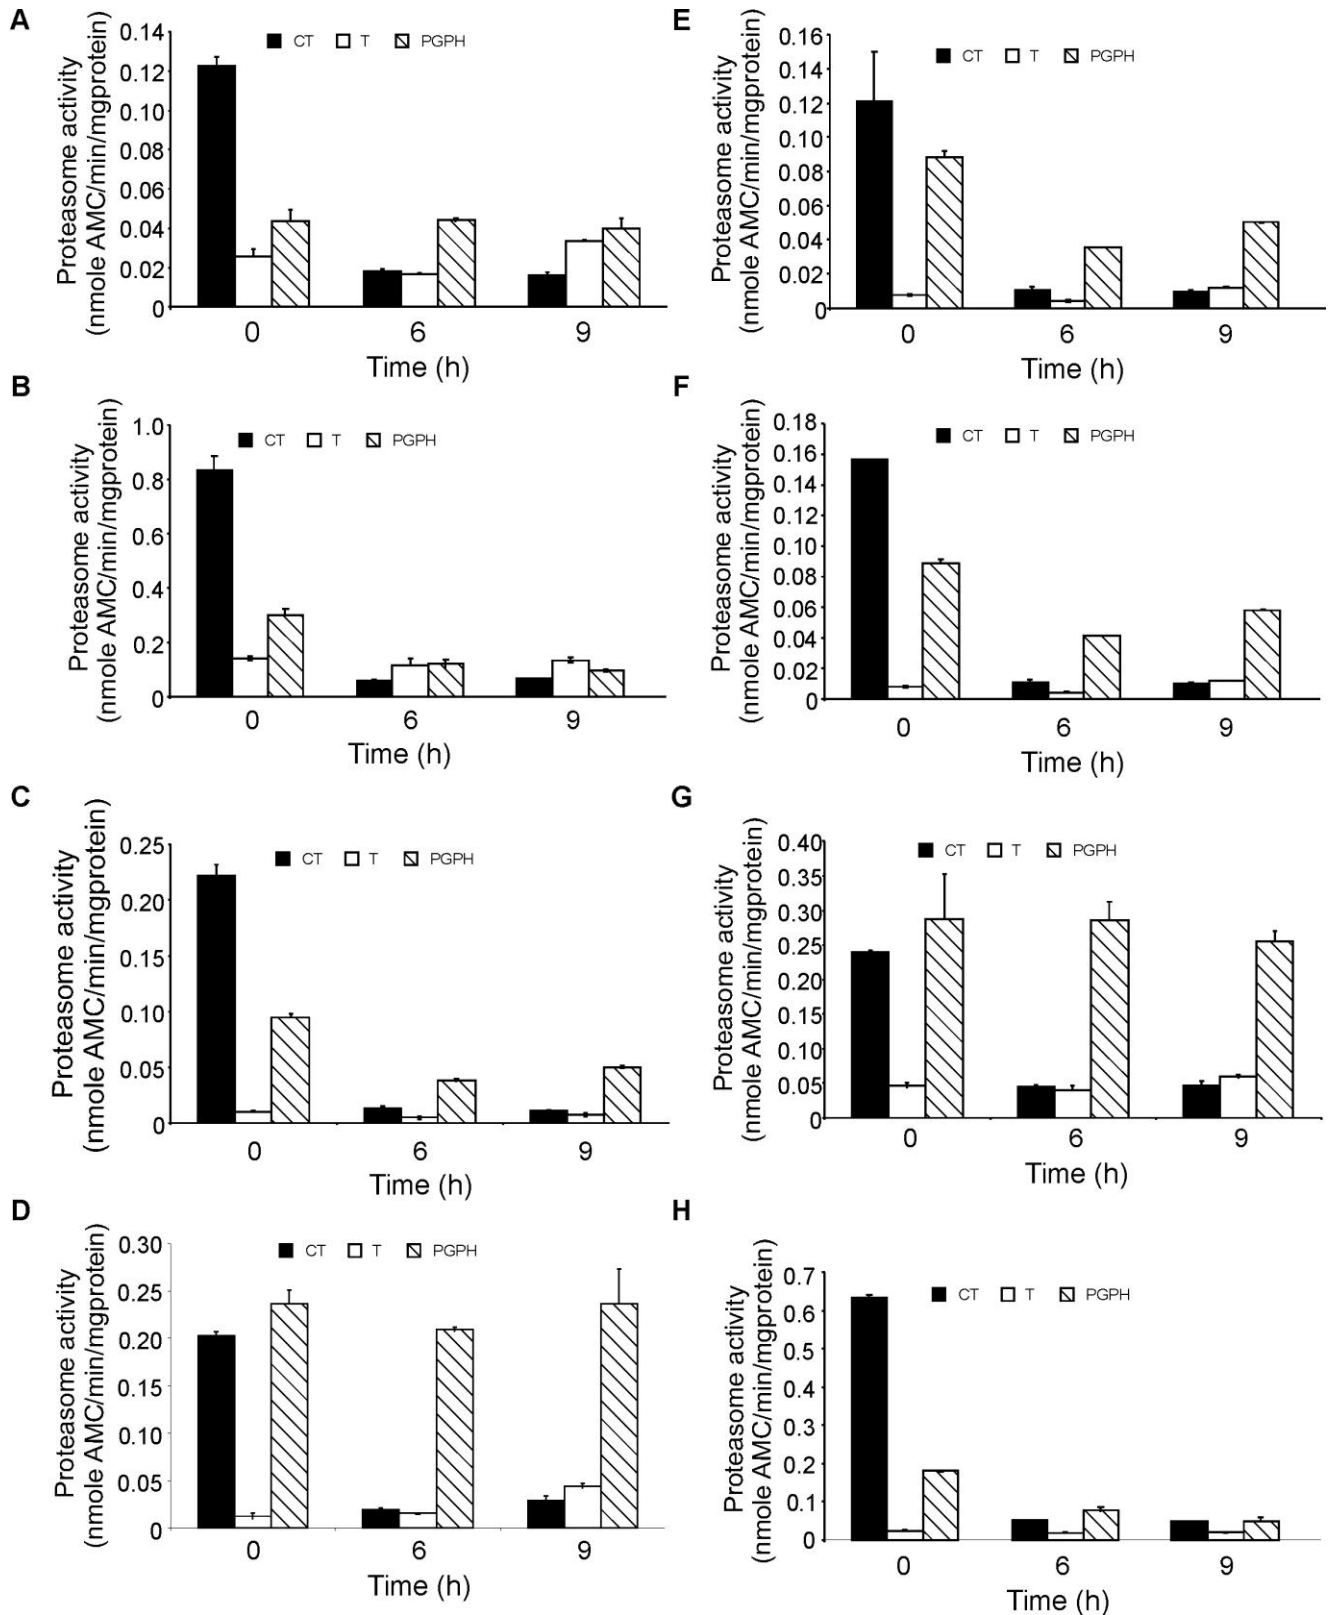 A
Proteasome activity
(nmole AMC/min/mgprotein)
0.14
0.12
0.10
0.08
0.06
0.04
0.02
0
CT T PGPH
0 6 9
Time (h)
B
Proteasome activity
(nmole AMC/min/mgprotein)
1.0
0.8
0.6
0.4
0.2
0
CT T PGPH
0 6 9
Time (h)
C
Proteasome activity
(nmole AMC/min/mgprotein)
0.25
0.20
0.15
0.10
0.05
0
CT T PGPH
0 6 9
Time (h)
D
Proteasome activity
(nmole AMC/min/mgprotein)
0.30
0.25
0.20
0.15
0.10
0.05
0
CT T PGPH
0 6 9
Time (h)
E
Proteasome activity
(nmole AMC/min/mgprotein)
0.16
0.14
0.12
0.10
0.08
0.06
0.04
0.02
0
CT T PGPH
0 6 9
Time (h)
F
Proteasome activity
(nmole AMC/min/mgprotein)
0.18
0.16
0.14
0.12
0.10
0.08
0.06
0.04
0.02
0
CT T PGPH
0 6 9
Time (h)
G
Proteasome activity
(nmole AMC/min/mgprotein)
0.40
0.35
0.30
0.25
0.20
0.15
0.10
0.05
0
CT T PGPH
0 6 9
Time (h)
H
Proteasome activity
(nmole AMC/min/mgprotein)
0.7
0.6
0.5
0.4
0.3
0.2
0.1
0
CT T PGPH
0 6 9
Time (h)